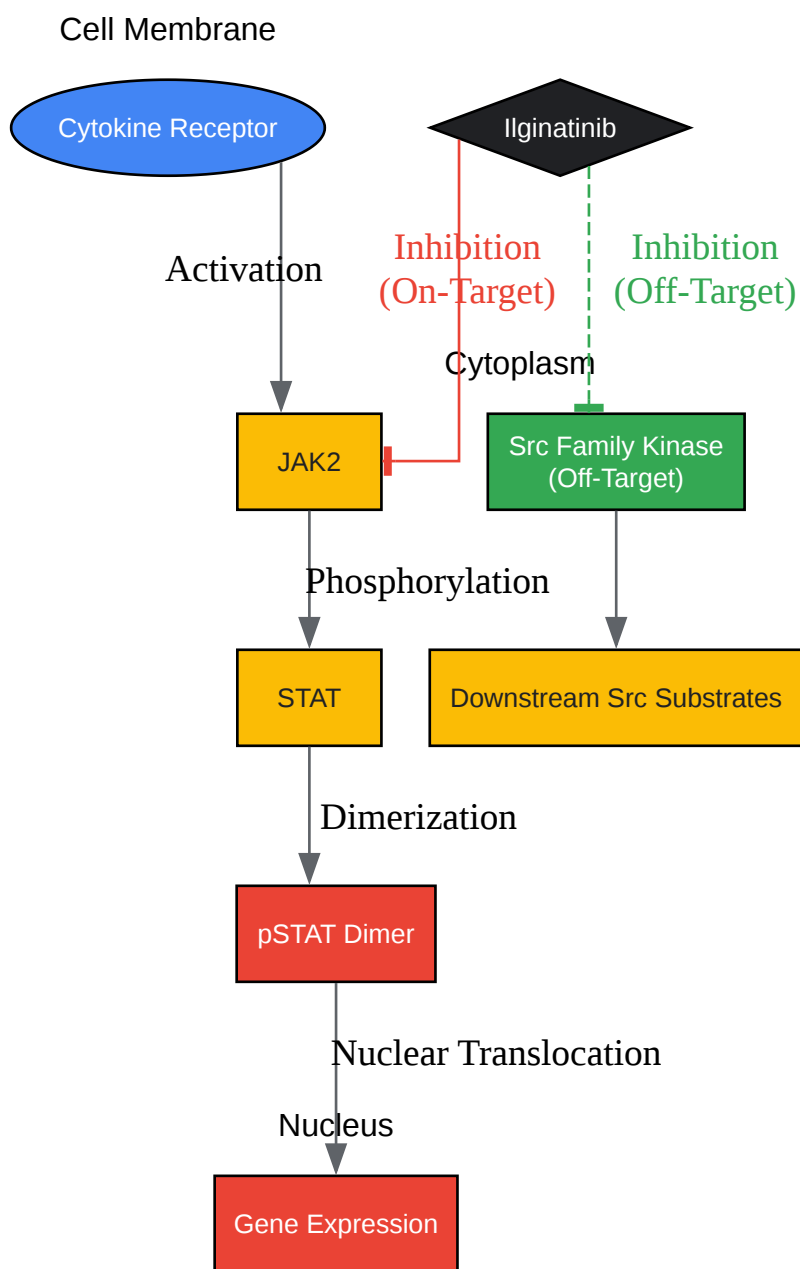 Cell Membrane
Cytokine Receptor
Ilginatinib
Activation
Inhibition
(On-Target)
Inhibition
(Off-Target)
Cytoplasm
JAK2
Src Family Kinase
(Off-Target)
Phosphorylation
STAT
Downstream Src Substrates
Dimerization
pSTAT Dimer
Nuclear Translocation
Nucleus
Gene Expression